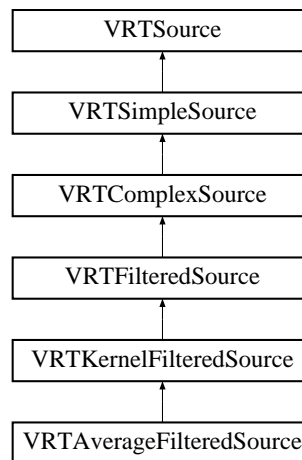 VRTSource
VRTSimpleSource
VRTComplexSource
VRTFilteredSource
VRTKernelFilteredSource
VRTAverageFilteredSource